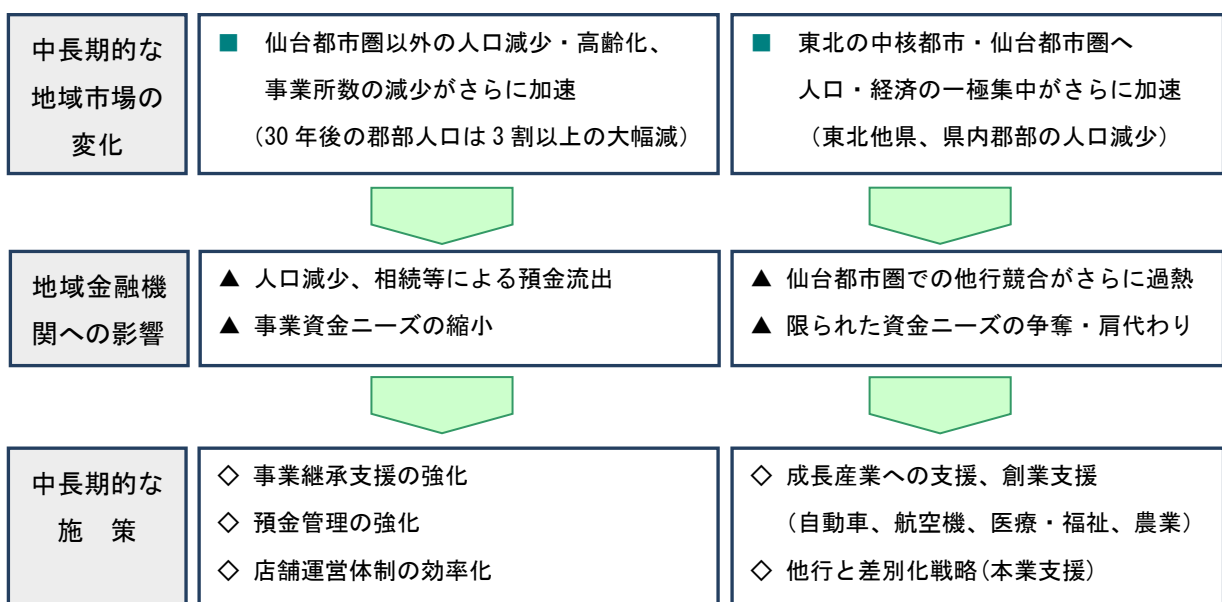 中長期的な
地域市場の
変化
■ 仙台都市圏以外の人口減少・高齢化、
事業所数の減少がさらに加速
（30年後の郡部人口は3割以上の大幅減）
■ 東北の中核都市・仙台都市圏へ
人口・経済の一極集中がさらに加速
（東北他県、県内郡部の人口減少）
地域金融機
関への影響
▲ 人口減少、相続等による預金流出
▲ 事業資金ニーズの縮小
▲ 仙台都市圏での他行競合がさらに過熱
▲ 限られた資金ニーズの争奪・肩代わり
中長期的な
施　策
◇ 事業継承支援の強化
◇ 預金管理の強化
◇ 店舗運営体制の効率化
◇ 成長産業への支援、創業支援
（自動車、航空機、医療・福祉、農業）
◇ 他行と差別化戦略(本業支援)